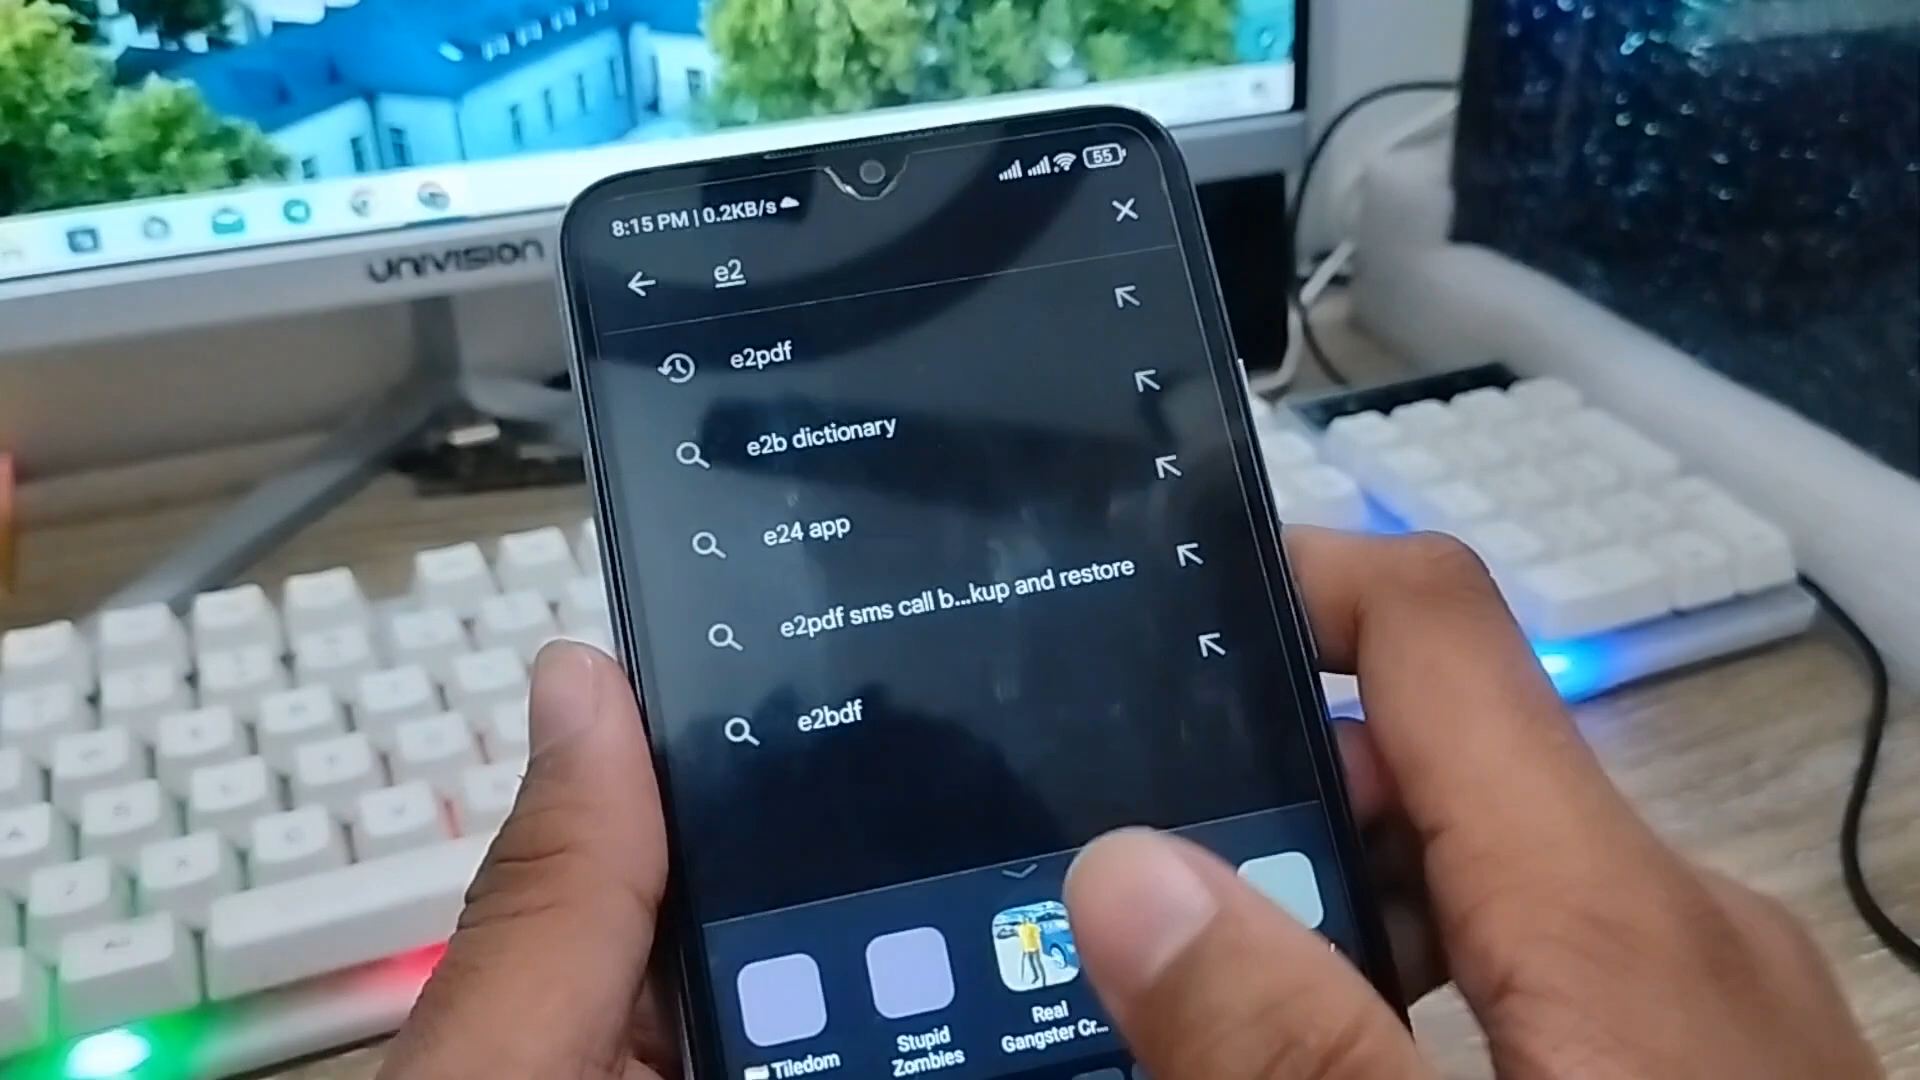 UNIVISION
8:15 PM | 0.2KB/s
55
e2
e2pdf
e2b dictionary
e24 app
e2pdf sms call b...kup and restore
e2bdf
Tiledom
Stupid
Zombies
Real
Gangster Cr...